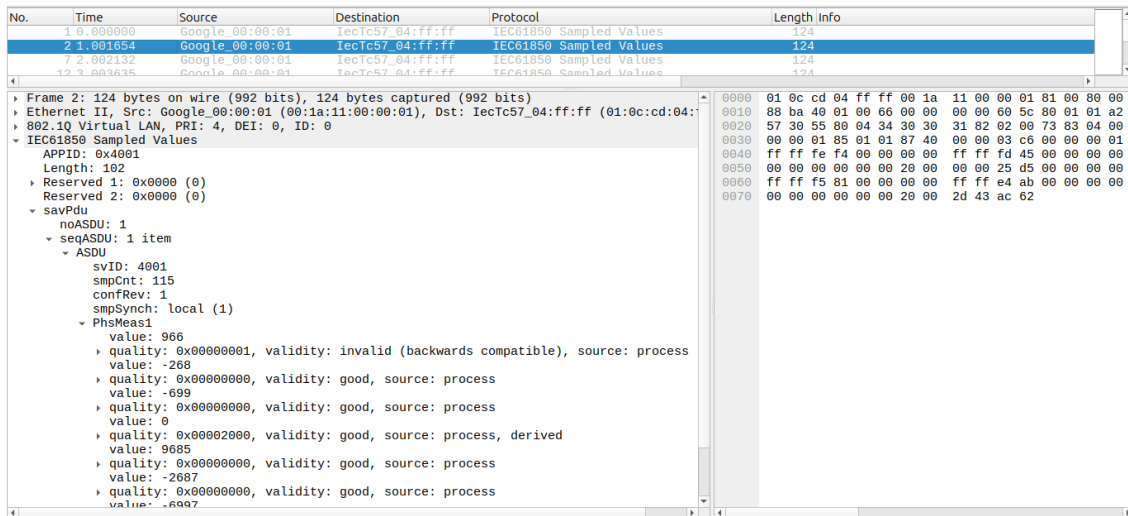 No. Time Source Destination Protocol Length Info
1 0.000000 Google_00:00:01 IecTc57_04:ff:ff IEC61850 Sampled Values 124
2 1.001654 Google_00:00:01 IecTc57_04:ff:ff IEC61850 Sampled Values 124
7 2.002132 Google_00:00:01 IecTc57_04:ff:ff IEC61850 Sampled Values 124
12 3.003635 Google_00:00:01 IecTc57_04:ff:ff IEC61850 Sampled Values 124
Frame 2: 124 bytes on wire (992 bits), 124 bytes captured (992 bits)
Ethernet II, Src: Google_00:00:01 (00:1a:11:00:00:01), Dst: IecTc57_04:ff:ff (01:0c:cd:04:
802.1Q Virtual LAN, PRI: 4, DEI: 0, ID: 0
IEC61850 Sampled Values
APPID: 0x4001
Length: 102
Reserved 1: 0x0000 (0)
Reserved 2: 0x0000 (0)
savPdu
noASDU: 1
seqASDU: 1 item
ASDU
svID: 4001
smpCnt: 115
confRev: 1
smpSynch: local (1)
PhsMeas1
value: 966
quality: 0x00000001, validity: invalid (backwards compatible), source: process
value: -268
quality: 0x00000000, validity: good, source: process
value: -699
quality: 0x00000000, validity: good, source: process
value: 0
quality: 0x00002000, validity: good, source: process, derived
value: 9685
quality: 0x00000000, validity: good, source: process
value: -2687
quality: 0x00000000, validity: good, source: process
value: -6997
0000 01 0c cd 04 ff ff 00 1a 11 00 00 01 81 00 80 00
0010 88 ba 40 01 00 66 00 00 00 00 60 5c 80 01 01 a2
0020 57 30 55 80 04 34 30 30 31 82 02 00 73 83 04 00
0030 00 00 01 85 01 01 87 40 00 00 03 c6 00 00 00 01
0040 ff ff fe f4 00 00 00 00 ff ff fd 45 00 00 00 00
0050 00 00 00 00 00 00 20 00 00 00 25 d5 00 00 00 00
0060 ff ff f5 81 00 00 00 00 ff ff e4 ab 00 00 00 00
0070 00 00 00 00 00 00 20 00 2d 43 ac 62